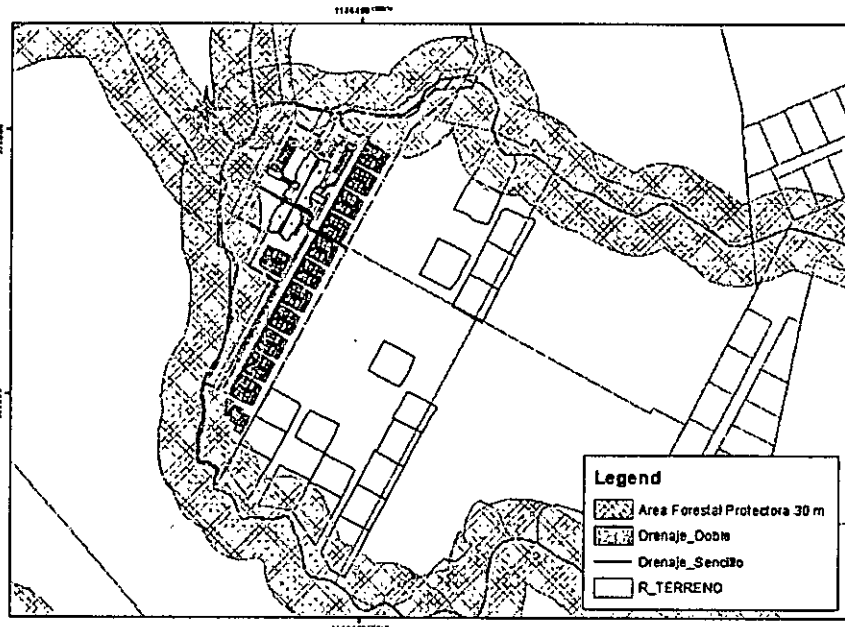 Legend
Area Forestal Protectora 30 m
Drenaje_Doble
Drenaje_Sencillo
R_TERRENO